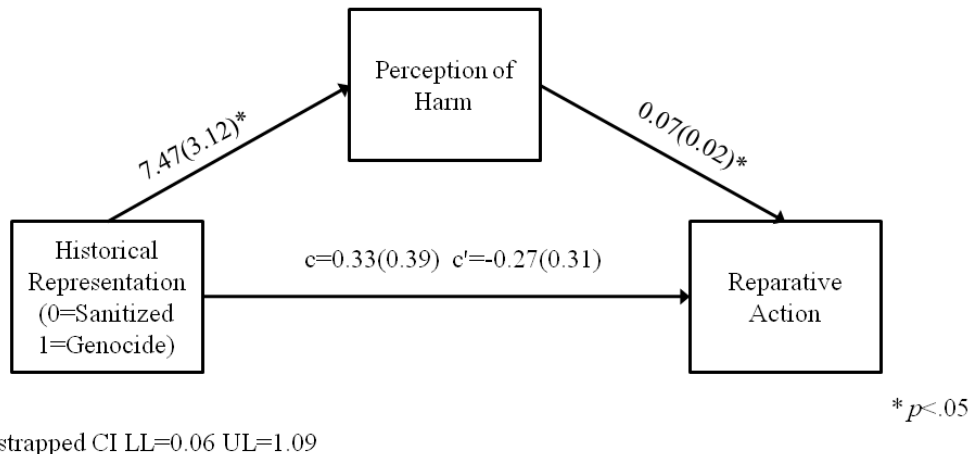 Perception of
Harm
7.47(3.12)*
0.07(0.02)*
Historical
Representation
(0=Sanitized
1=Genocide)
c=0.33(0.39) c'=-0.27(0.31)
Reparative
Action
* p<.05
strapped CI LL=0.06 UL=1.09